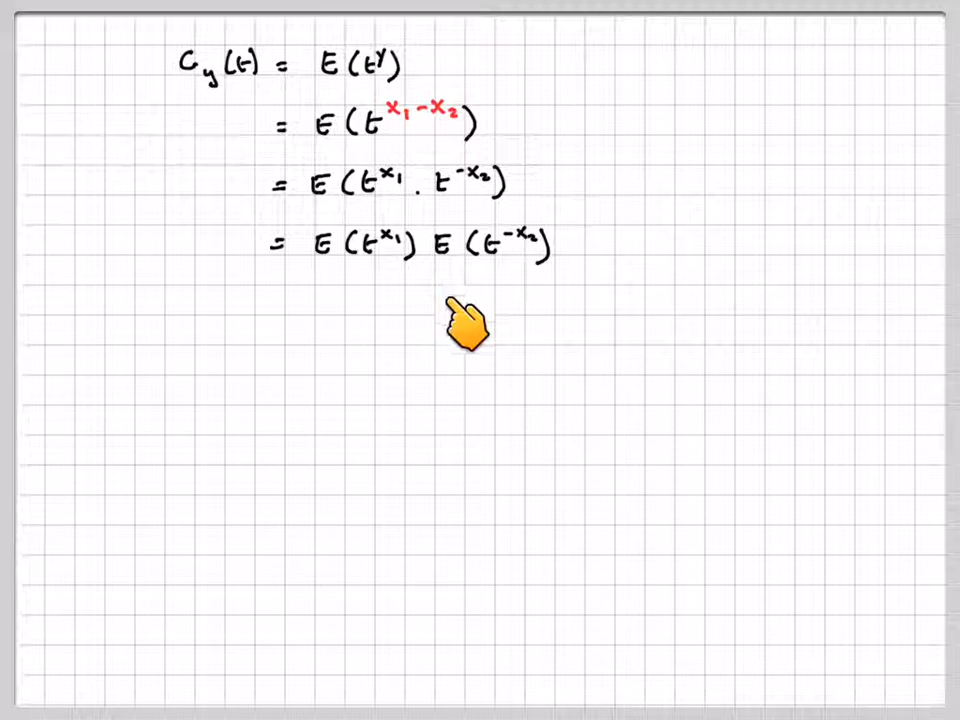 G_y(t) = E(t^Y)
= E(t^{X_1-X_2})
= E(t^{X_1} . t^{-X_2})
= E(t^{X_1}) E(t^{-X_2})